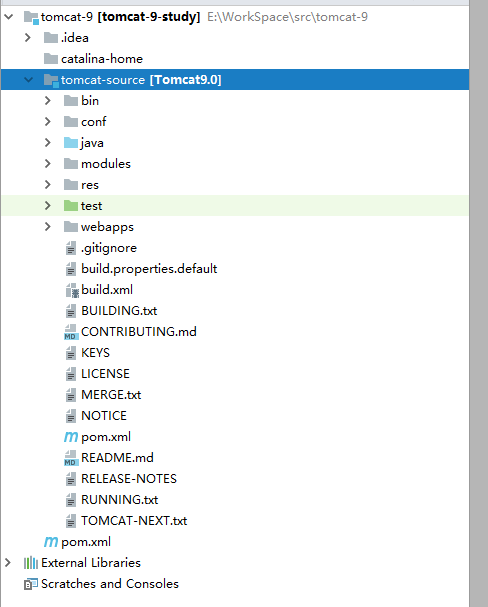 tomcat-9 [tomcat-9-study] E:\WorkSpace\src\tomcat-9
.idea
catalina-home
tomcat-source [Tomcat9.0]
bin
conf
java
modules
res
test
webapps
.gitignore
build.properties.default
build.xml
BUILDING.txt
MD CONTRIBUTING.md
KEYS
LICENSE
MERGE.txt
NOTICE
m pom.xml
MD README.md
RELEASE-NOTES
RUNNING.txt
TOMCAT-NEXT.txt
m pom.xml
External Libraries
Scratches and Consoles